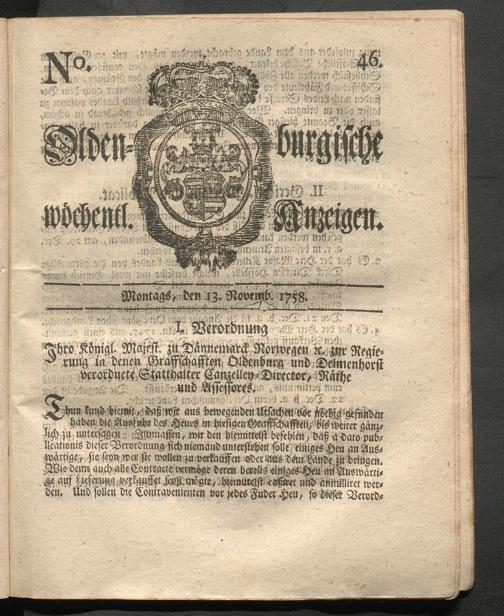 No. 46.
Olden- burgische
wöchentl. Anzeigen.
Montags, den 13. Novemb. 1758.
I. Verordnung
Ihro Königl. Majest. zu Dännemarck Norwegen ꝛc. zur Regie-
rung in denen Graffschafften Oldenburg und Delmenhorst
verordnete Statthalter Canzelley-Director, Räthe
und Assessores.
Thun kund hiemit, daß wir aus bewegenden Ursachen vor nöthig gefunden
haben die Ausfuhr des Heues in hiesigen Graffschafften, bis weiter gänz-
lich zu untersagen. Immassen, wir den hiemittelst befehlen, daß a dato pub-
licationis dieser Verordnung sich niemand unterstehen solle, einiges Heu an Aus-
wärtige, sie seyn wer sie wollen zu verkauffen oder aus dem Lande zu bringen.
Wie denn auch alle Contracte vermöge deren bereits einiges Heu an Auswärti-
ge auf Lieferung verkauffet seyn mögte, hiemittelst cassiret und annulliret wer-
den. Und sollen die Contravenienten vor jedes Fuder Heu, so dieser Verord-